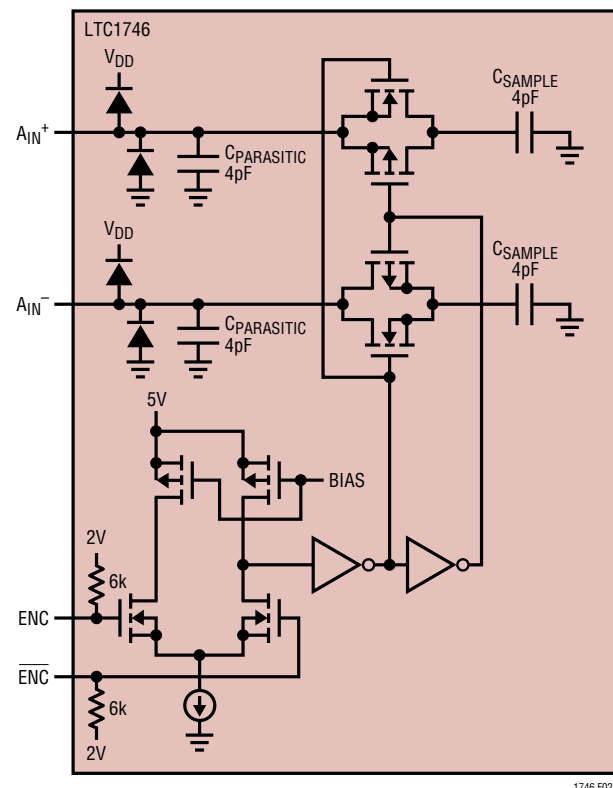 LTC1746
VDD
AIN+
CPARASITIC
4pF
CSAMPLE
4pF
VDD
AIN−
CPARASITIC
4pF
CSAMPLE
4pF
5V
BIAS
2V
6k
ENC
E̅N̅C̅
6k
2V
1746 F02